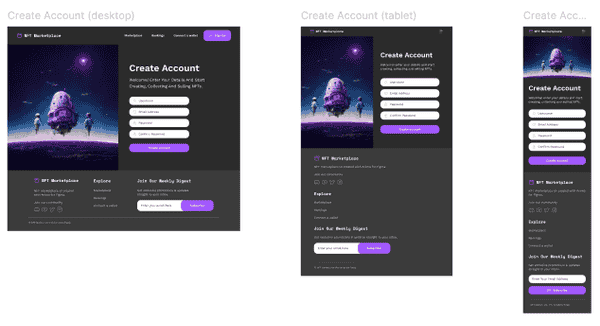 Create Account (desktop)
NFT Marketplace
Marketplace
Rankings
Connect a wallet
Sign Up
Create Account
Welcome! Enter Your Details And Start
Creating, Collecting And Selling NFTs.
Username
Email Address
Password
Confirm Password
Create account
NFT Marketplace
Explore
Join Our Weekly Digest
Marketplace
Rankings
Connect a wallet
Enter your email here
Subscribe
Create Account (tablet)
NFT Marketplace
Create Account
Username
Email Address
Password
Confirm Password
Create account
NFT Marketplace
Explore
Marketplace
Rankings
Connect a wallet
Join Our Weekly Digest
Enter your email here
Subscribe
Create Acc...
NFT Marketplace
Create Account
Username
Email Address
Password
Confirm Password
Create account
NFT Marketplace
Explore
Marketplace
Rankings
Connect a wallet
Join Our Weekly Digest
Enter Your Email Address
Subscribe